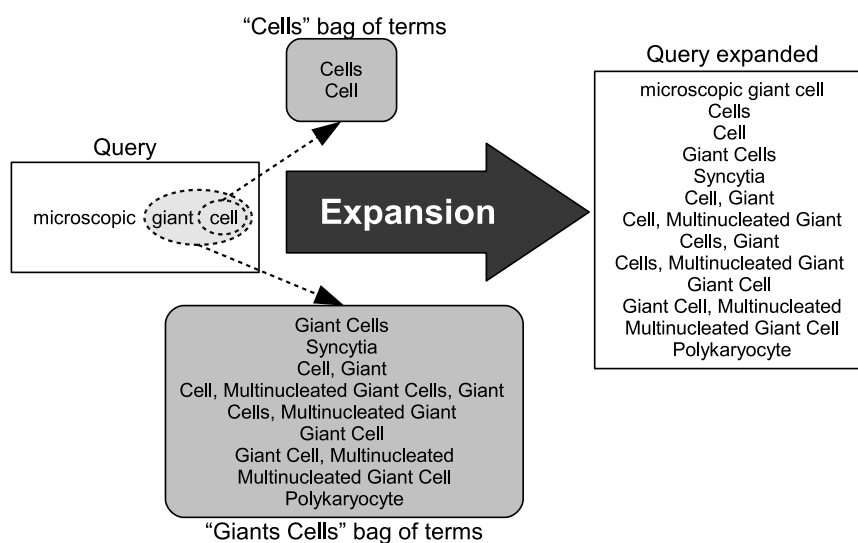 “Cells” bag of terms
Cells
Cell
Query
microscopic giant cell
Expansion
Giant Cells
Syncytia
Cell, Giant
Cell, Multinucleated Giant Cells, Giant
Cells, Multinucleated Giant
Giant Cell
Giant Cell, Multinucleated
Multinucleated Giant Cell
Polykaryocyte
“Giants Cells” bag of terms
Query expanded
microscopic giant cell
Cells
Cell
Giant Cells
Syncytia
Cell, Giant
Cell, Multinucleated Giant
Cells, Giant
Cells, Multinucleated Giant
Giant Cell
Giant Cell, Multinucleated
Multinucleated Giant Cell
Polykaryocyte